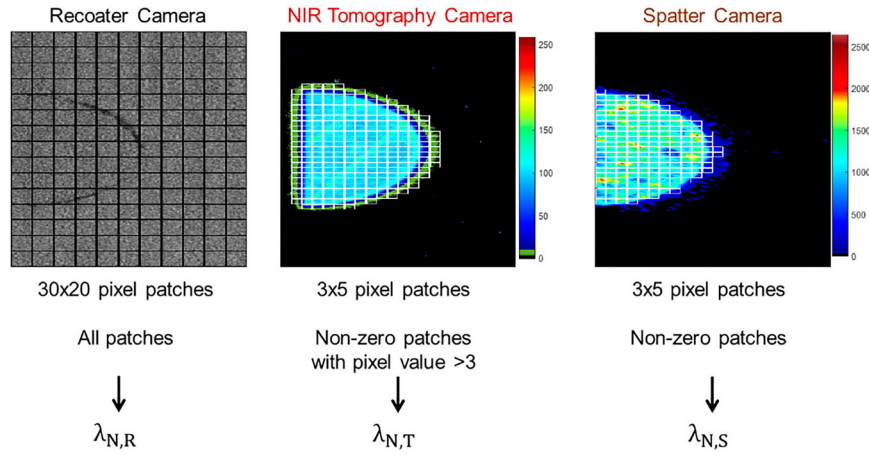 Recoater Camera
NIR Tomography Camera
Spatter Camera
250
200
150
100
50
0
2500
2000
1500
1000
500
0
30x20 pixel patches
3x5 pixel patches
3x5 pixel patches
All patches
Non-zero patches
with pixel value >3
Non-zero patches
λN,R
λN,T
λN,S